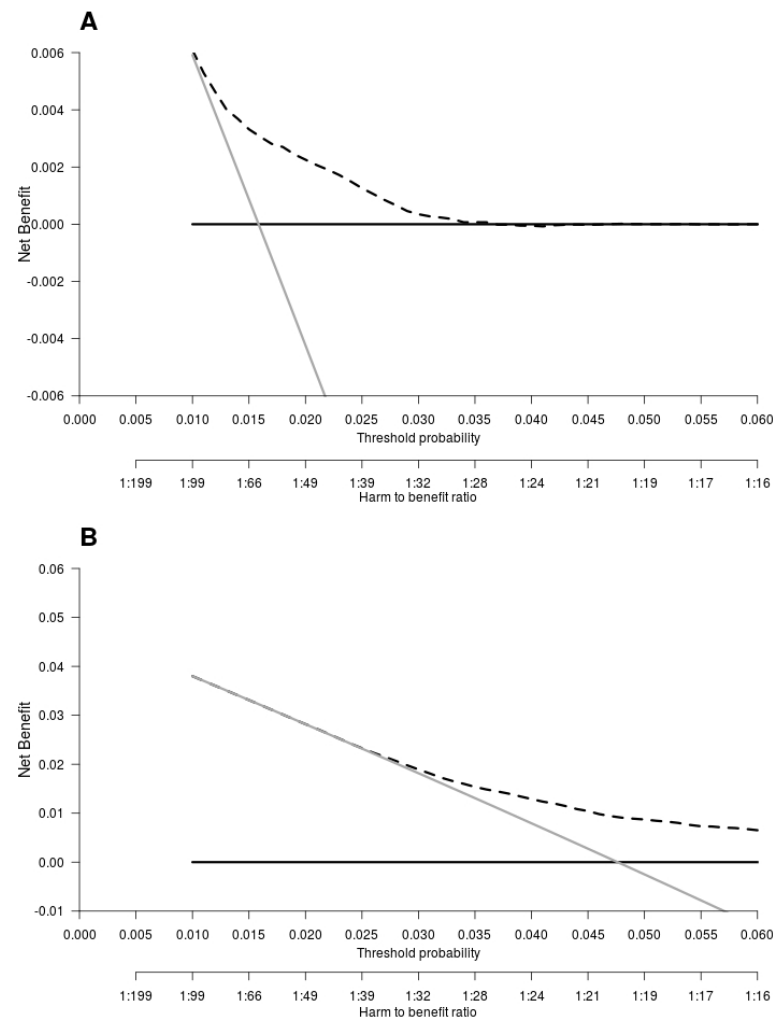 A
0.006
0.004
0.002
0.000
-0.002
-0.004
-0.006
Net Benefit
0.000 0.005 0.010 0.015 0.020 0.025 0.030 0.035 0.040 0.045 0.050 0.055 0.060
Threshold probability
1:199 1:99 1:66 1:49 1:39 1:32 1:28 1:24 1:21 1:19 1:17 1:16
Harm to benefit ratio
B
0.06
0.05
0.04
0.03
0.02
0.01
0.00
-0.01
Net Benefit
0.000 0.005 0.010 0.015 0.020 0.025 0.030 0.035 0.040 0.045 0.050 0.055 0.060
Threshold probability
1:199 1:99 1:66 1:49 1:39 1:32 1:28 1:24 1:21 1:19 1:17 1:16
Harm to benefit ratio